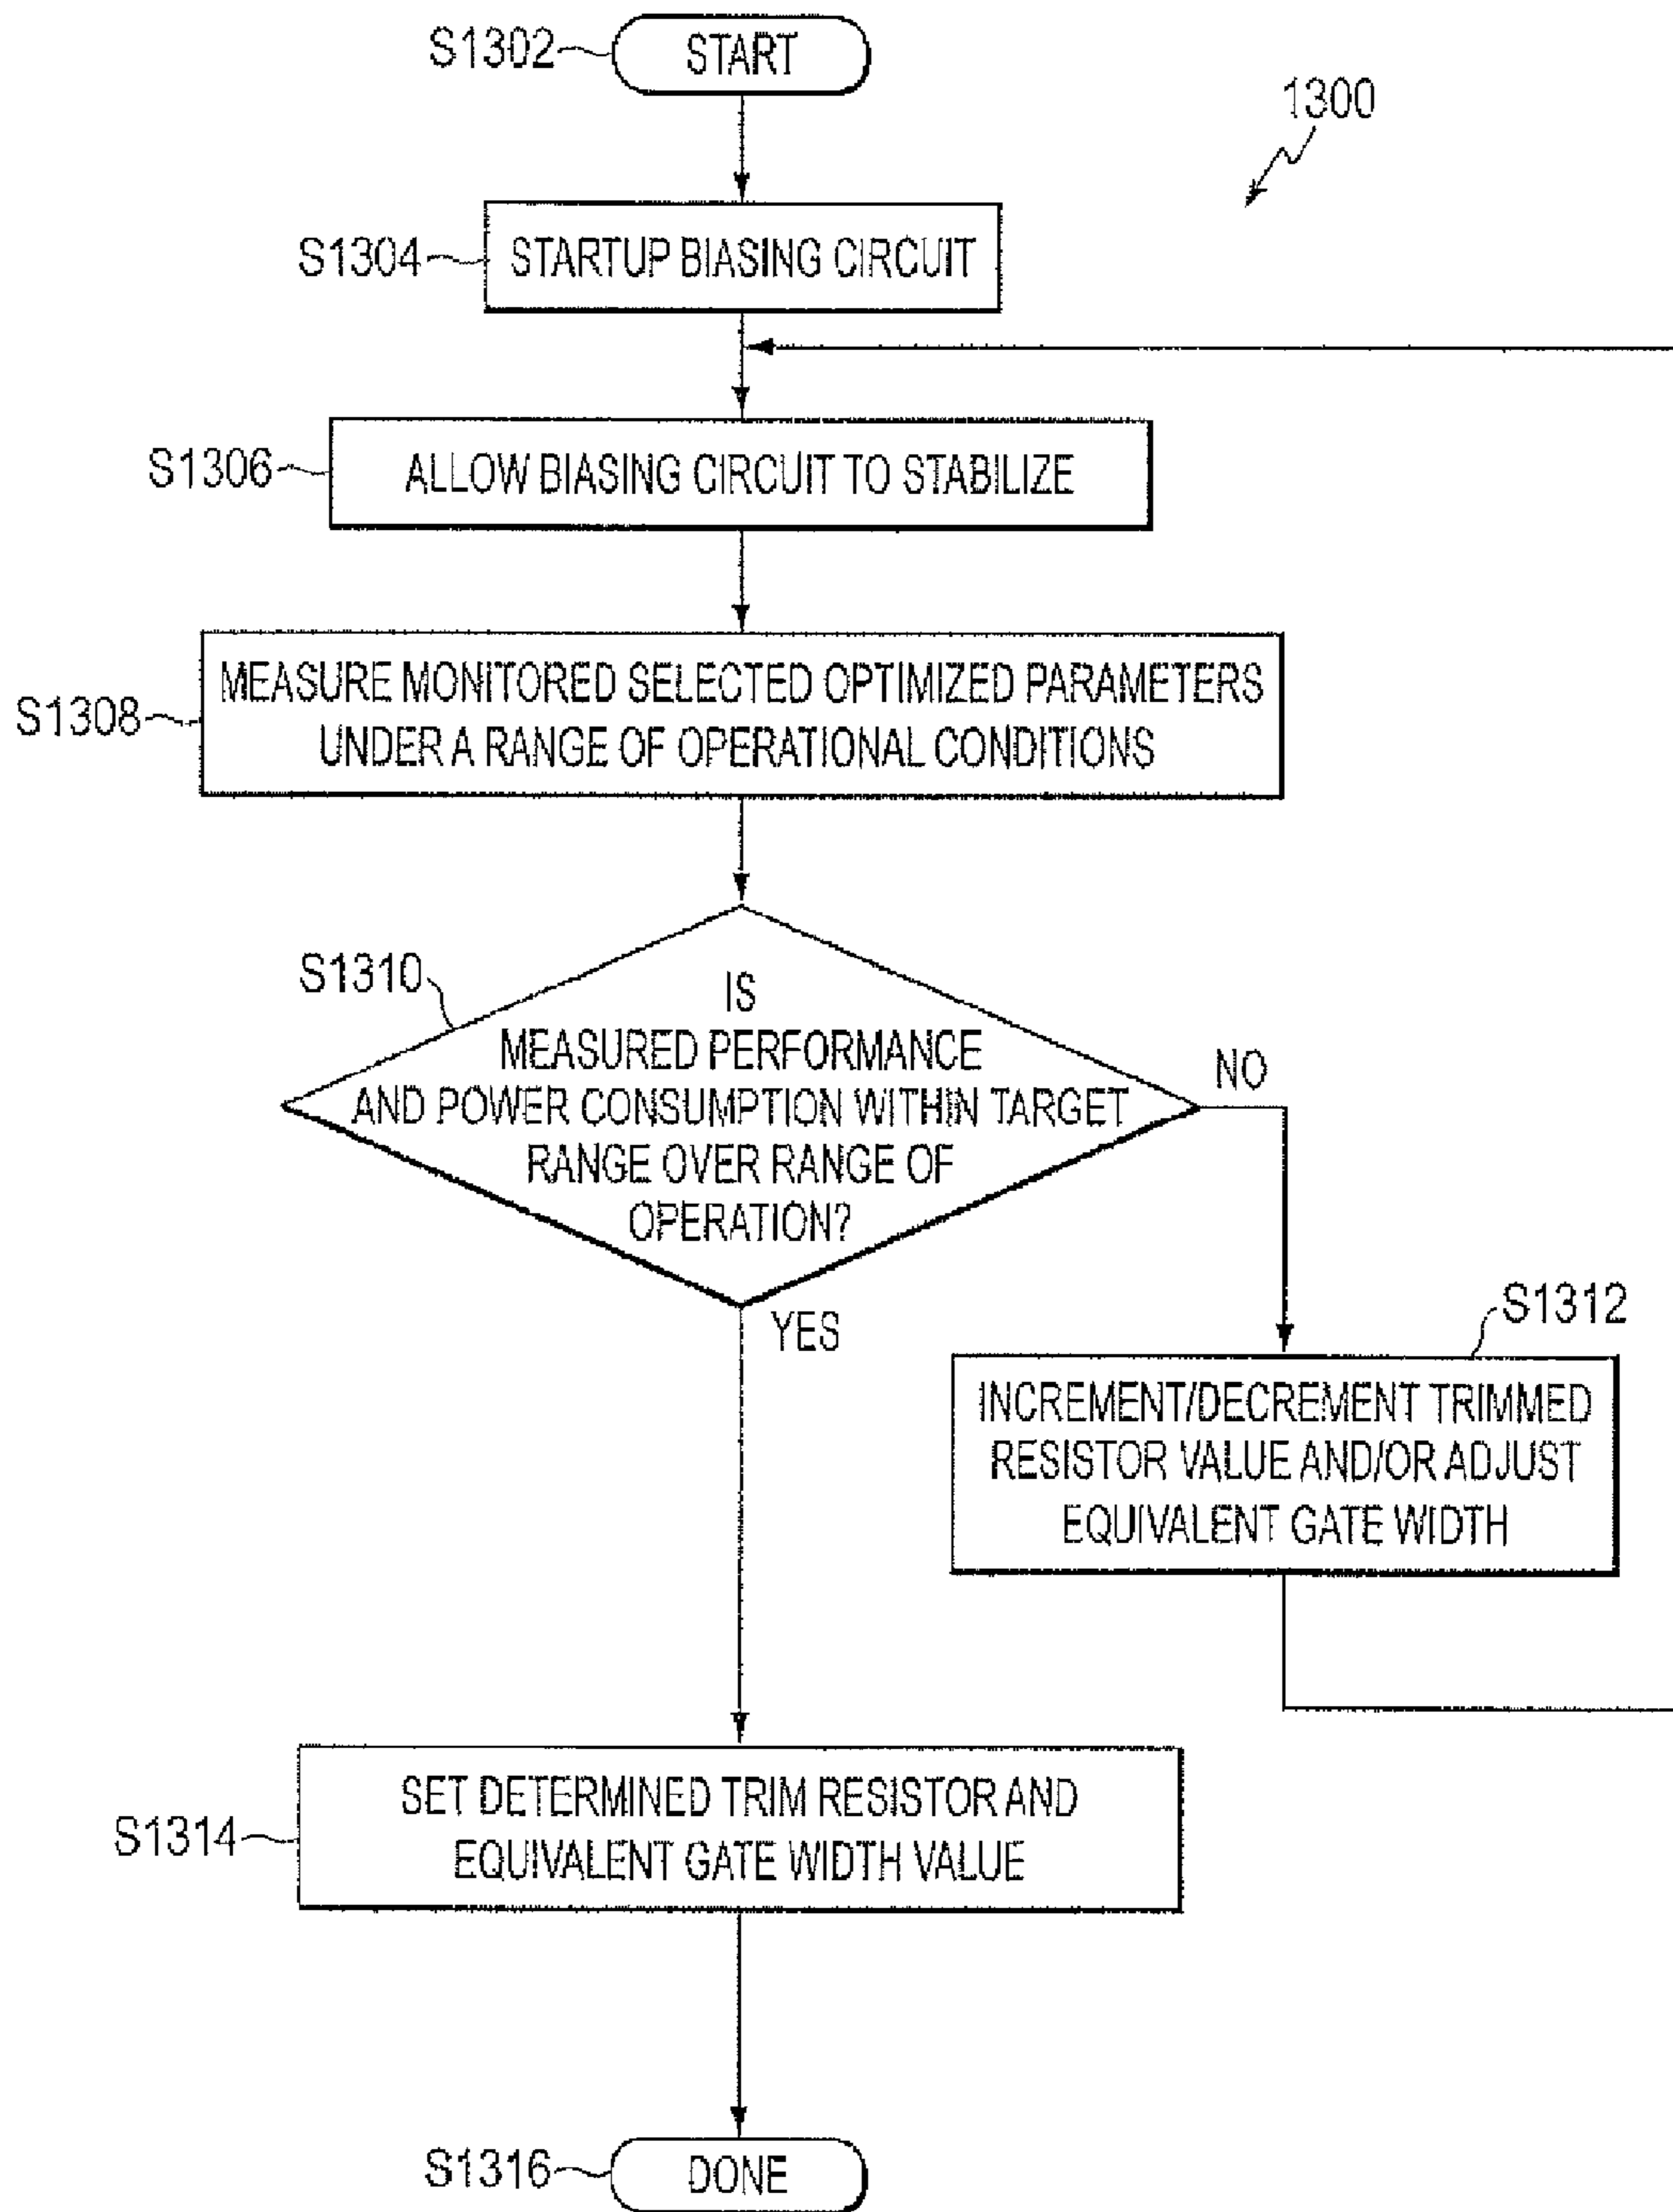 S1302
START
1300
S1304
STARTUP BIASING CIRCUIT
S1306
ALLOW BIASING CIRCUIT TO STABILIZE
S1308
MEASURE MONITORED SELECTED OPTIMIZED PARAMETERS
UNDER A RANGE OF OPERATIONAL CONDITIONS
S1310
IS
MEASURED PERFORMANCE
AND POWER CONSUMPTION WITHIN TARGET
RANGE OVER RANGE OF
OPERATION?
NO
YES
S1312
INCREMENT/DECREMENT TRIMMED
RESISTOR VALUE AND/OR ADJUST
EQUIVALENT GATE WIDTH
S1314
SET DETERMINED TRIM RESISTOR AND
EQUIVALENT GATE WIDTH VALUE
S1316
DONE